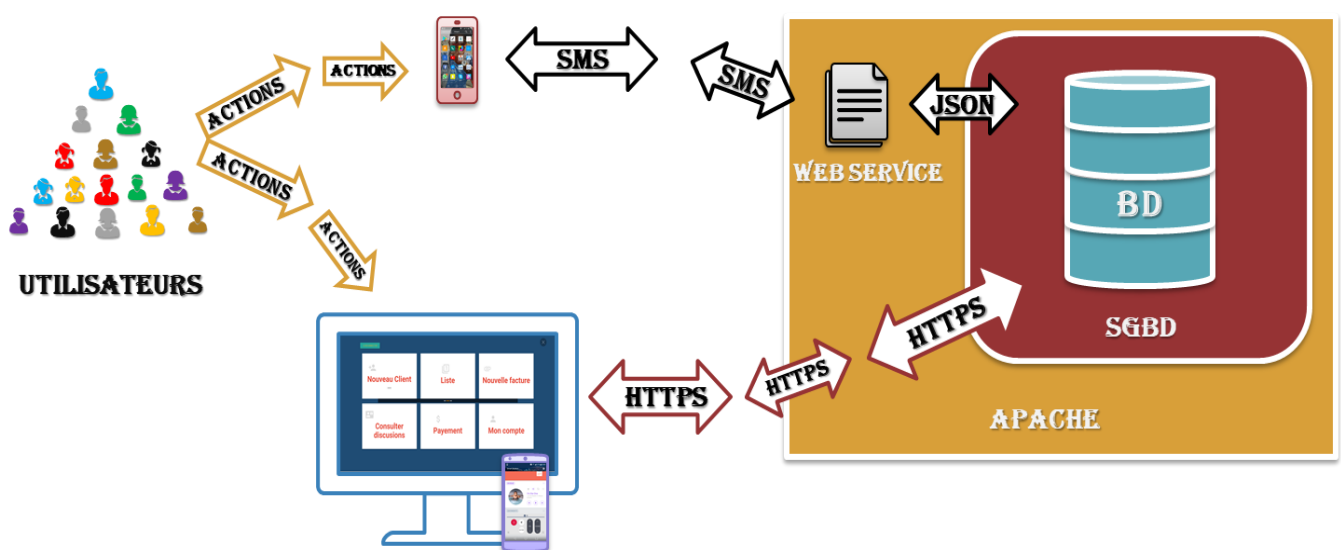 ACTIONS
ACTIONS
SMS
SMS
JSON
WEB SERVICE
BD
SGBD
ACTIONS
ACTIONS
UTILISATEURS
Nouveau Client
Liste
Nouvelle facture
Consulter
discusions
Payement
Mon compte
HTTPS
HTTPS
HTTPS
APACHE